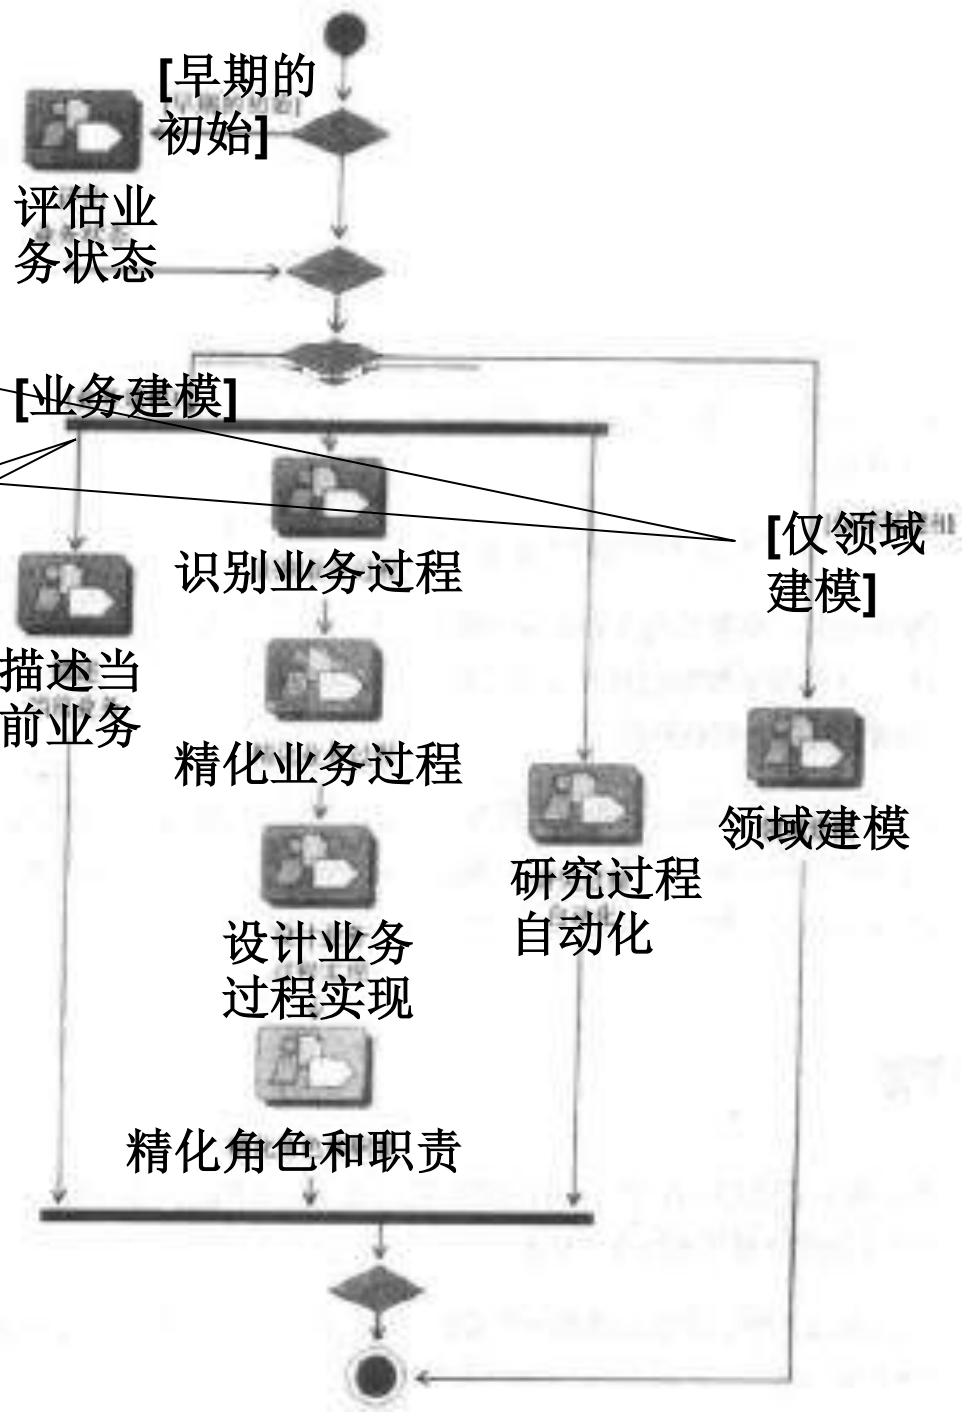 [早期的
初始]
评估业
务状态
[业务建模]
识别业务过程
[仅领域
建模]
描述当
前业务
精化业务过程
领域建模
研究过程
自动化
设计业务
过程实现
精化角色和职责